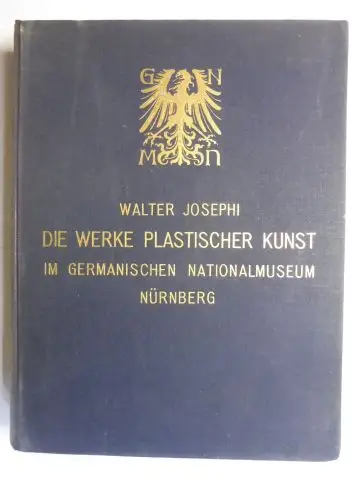 G N
M N
WALTER JOSEPHI
DIE WERKE PLASTISCHER KUNST
IM GERMANISCHEN NATIONALMUSEUM
NÜRNBERG